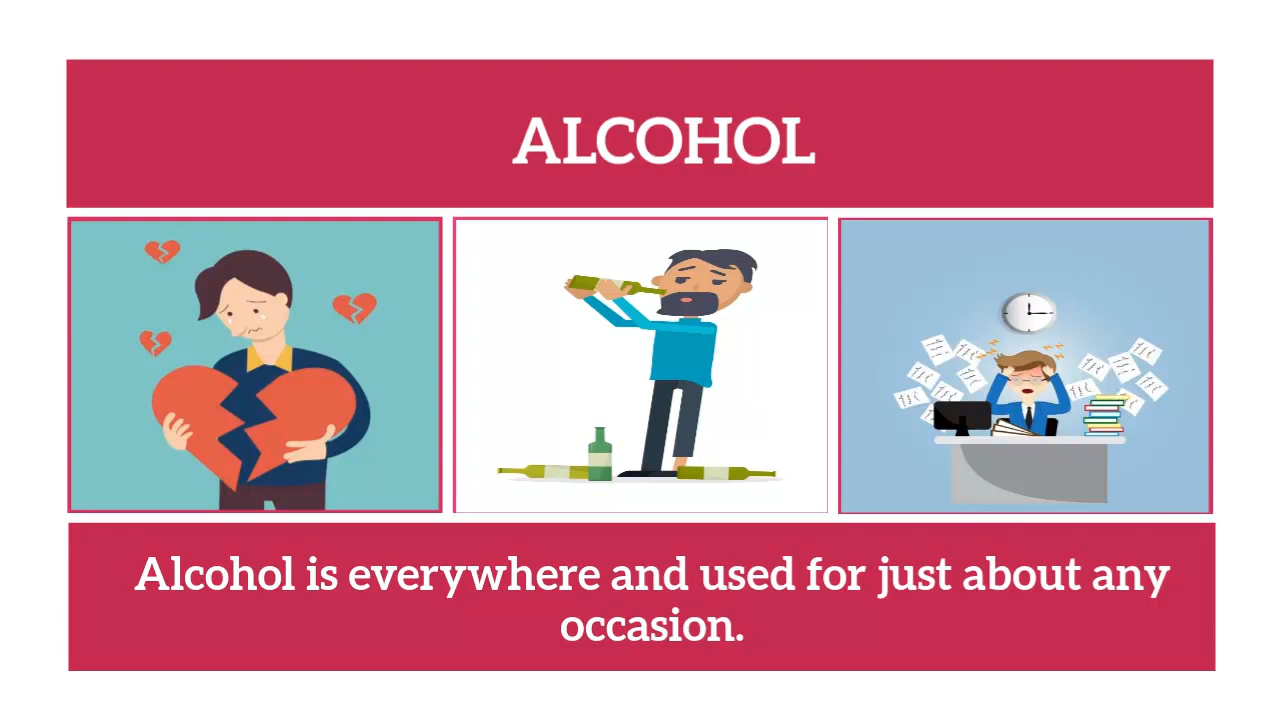 ALCOHOL
Alcohol is everywhere and used for just about any
occasion.